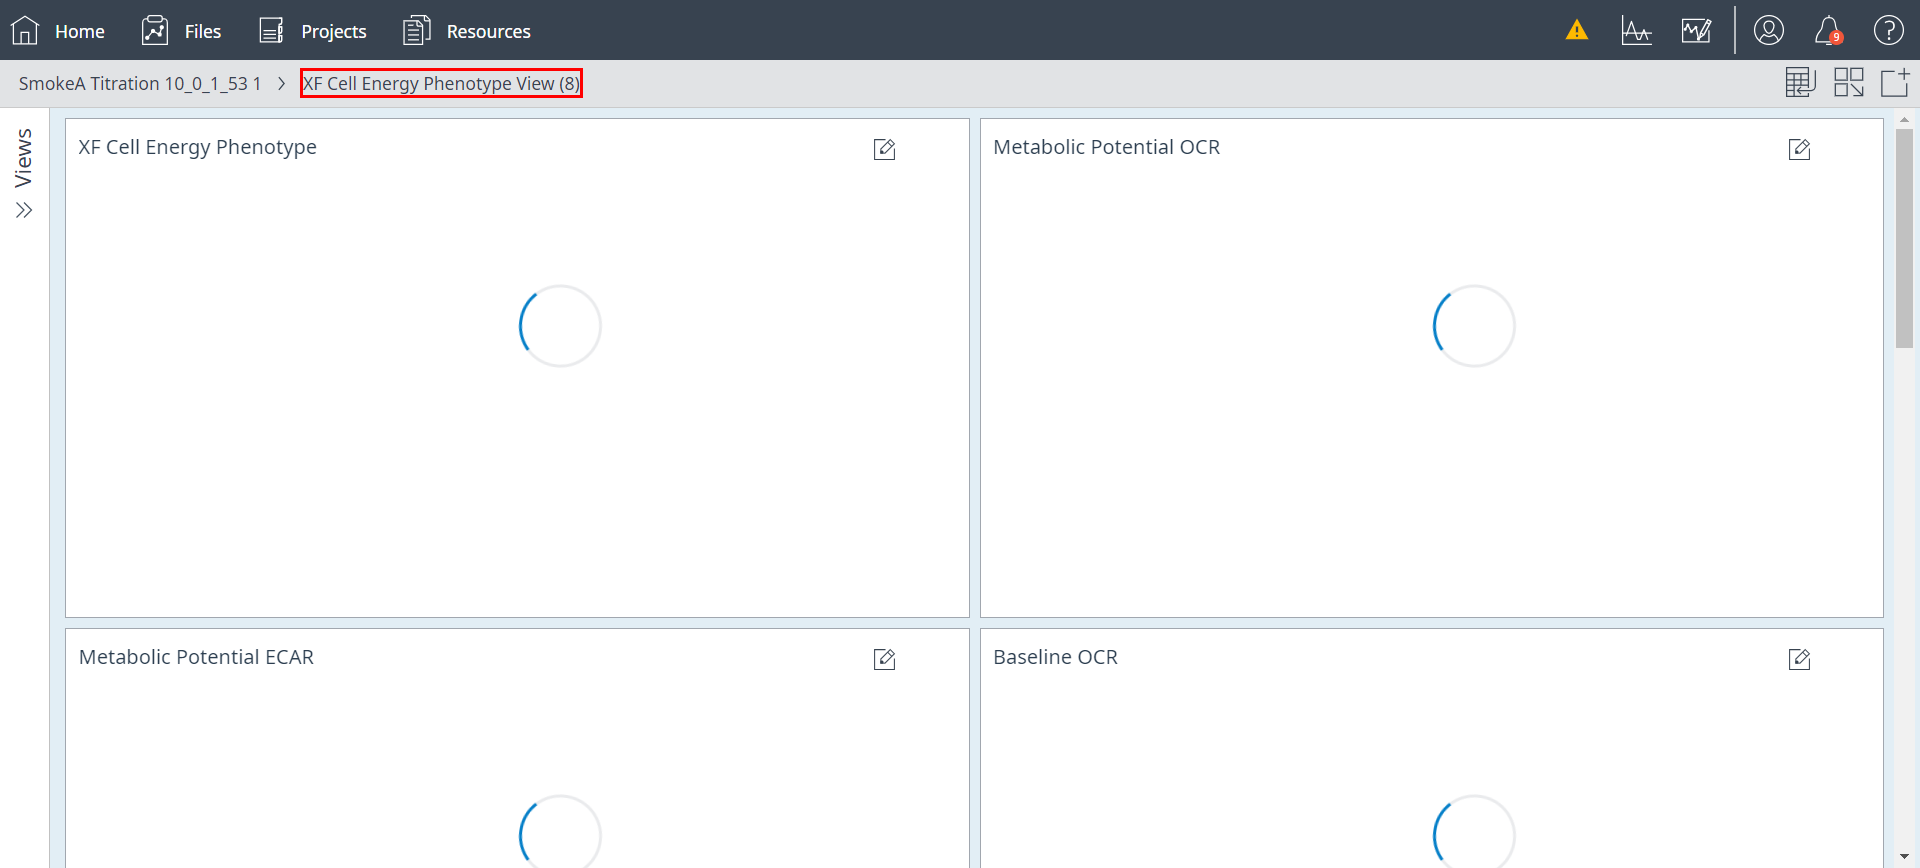 Home
Files
Projects
Resources
9
?
SmokeA Titration 10_0_1_53 1
XF Cell Energy Phenotype View (8)
Views
XF Cell Energy Phenotype
Metabolic Potential OCR
Metabolic Potential ECAR
Baseline OCR